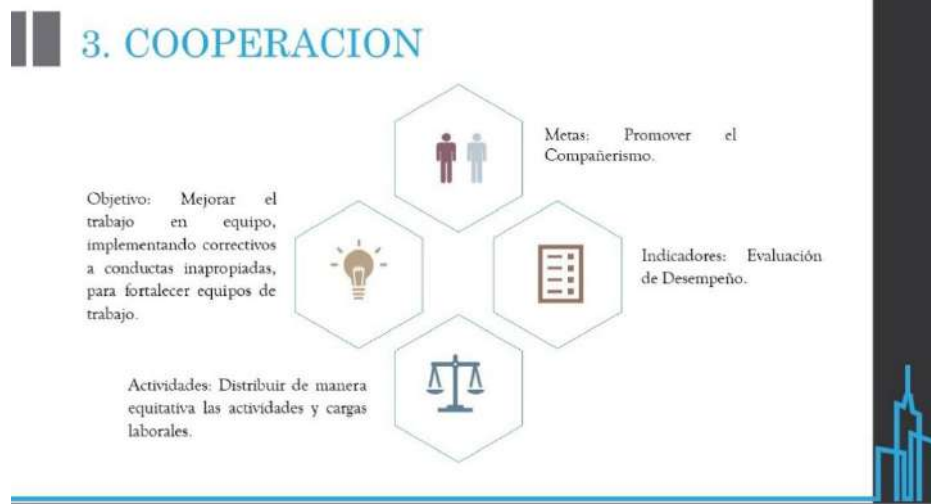 3. COOPERACION
Metas: Promover el
Compañerismo.
Objetivo: Mejorar el
trabajo en equipo,
implementando correctivos
a conductas inapropiadas,
para fortalecer equipos de
trabajo.
Indicadores: Evaluación
de Desempeño.
Actividades: Distribuir de manera
equitativa las actividades y cargas
laborales.